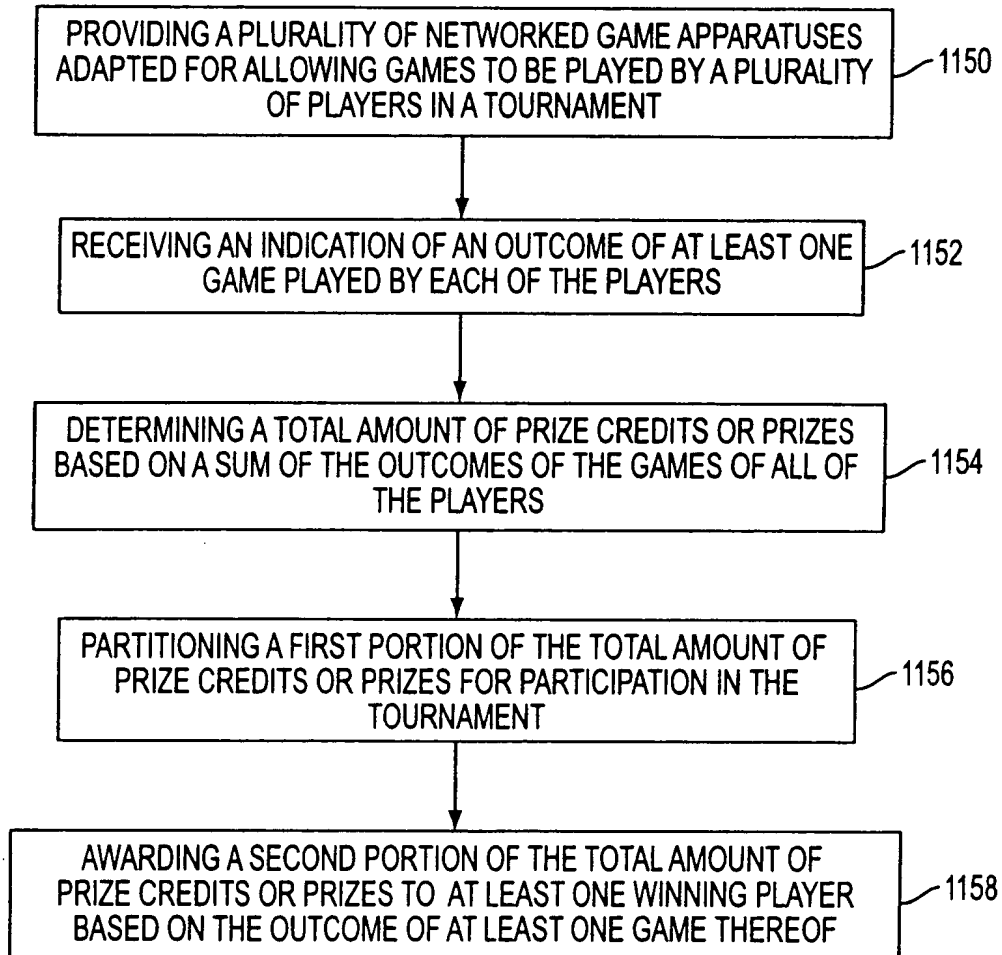 PROVIDING A PLURALITY OF NETWORKED GAME APPARATUSES
ADAPTED FOR ALLOWING GAMES TO BE PLAYED BY A PLURALITY
OF PLAYERS IN A TOURNAMENT
1150
RECEIVING AN INDICATION OF AN OUTCOME OF AT LEAST ONE
GAME PLAYED BY EACH OF THE PLAYERS
1152
DETERMINING A TOTAL AMOUNT OF PRIZE CREDITS OR PRIZES
BASED ON A SUM OF THE OUTCOMES OF THE GAMES OF ALL OF
THE PLAYERS
1154
PARTITIONING A FIRST PORTION OF THE TOTAL AMOUNT OF
PRIZE CREDITS OR PRIZES FOR PARTICIPATION IN THE
TOURNAMENT
1156
AWARDING A SECOND PORTION OF THE TOTAL AMOUNT OF
PRIZE CREDITS OR PRIZES TO AT LEAST ONE WINNING PLAYER
BASED ON THE OUTCOME OF AT LEAST ONE GAME THEREOF
1158